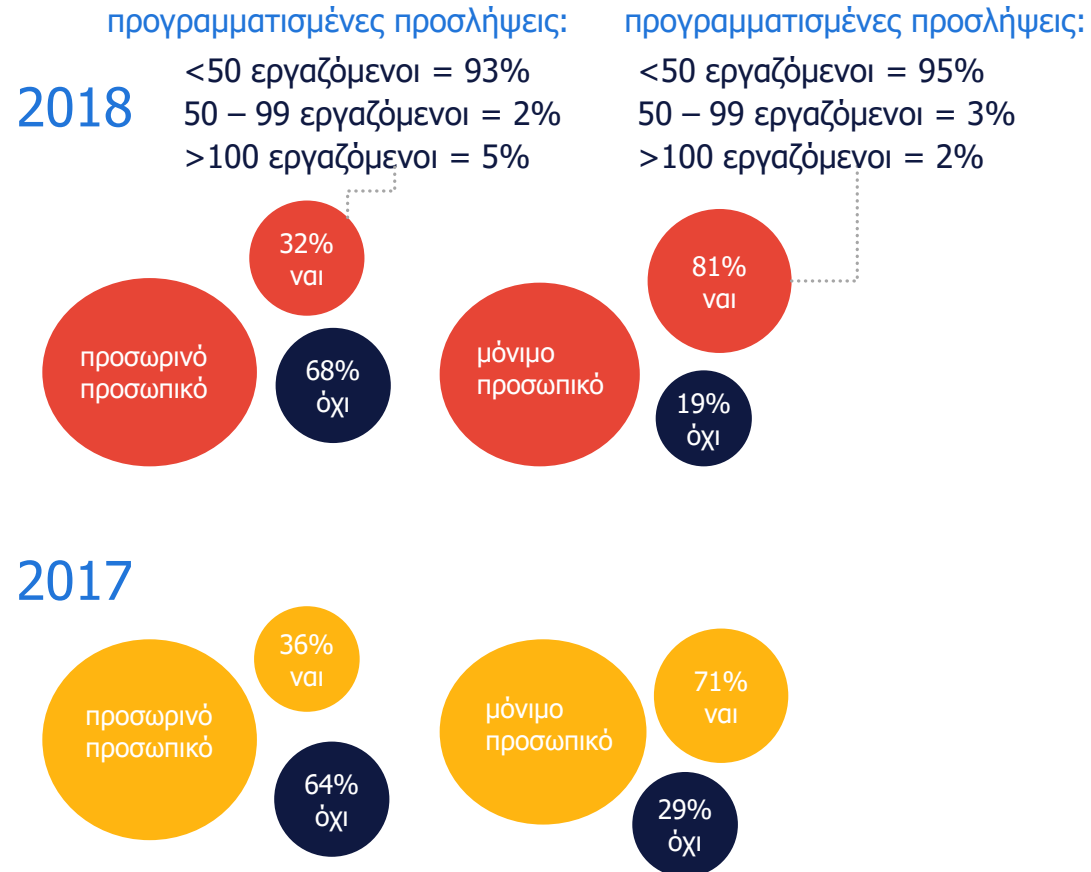 προγραμματισμένες προσλήψεις:
<50 εργαζόμενοι = 93%
50 – 99 εργαζόμενοι = 2%
>100 εργαζόμενοι = 5%
προγραμματισμένες προσλήψεις:
<50 εργαζόμενοι = 95%
50 – 99 εργαζόμενοι = 3%
>100 εργαζόμενοι = 2%
2018
32%
ναι
προσωρινό
προσωπικό
68%
όχι
81%
ναι
μόνιμο
προσωπικό
19%
όχι
2017
36%
ναι
προσωρινό
προσωπικό
64%
όχι
71%
ναι
μόνιμο
προσωπικό
29%
όχι